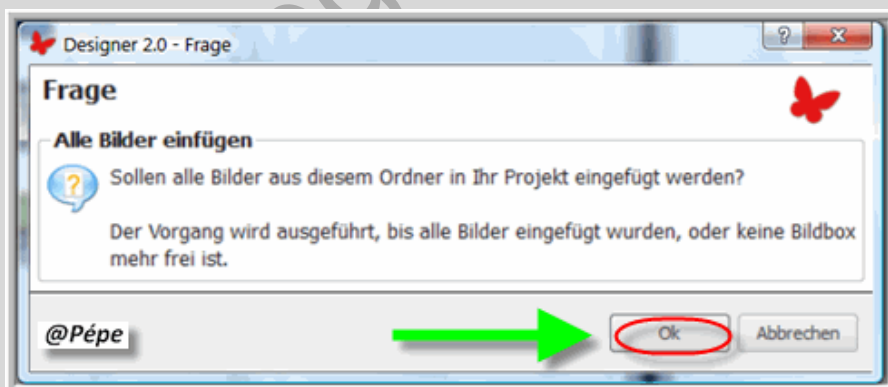 Designer 2.0 - Frage
Frage
Alle Bilder einfügen
Sollen alle Bilder aus diesem Ordner in Ihr Projekt eingefügt werden?
Der Vorgang wird ausgeführt, bis alle Bilder eingefügt wurden, oder keine Bildbox
mehr frei ist.
@Pépe
Ok
Abbrechen